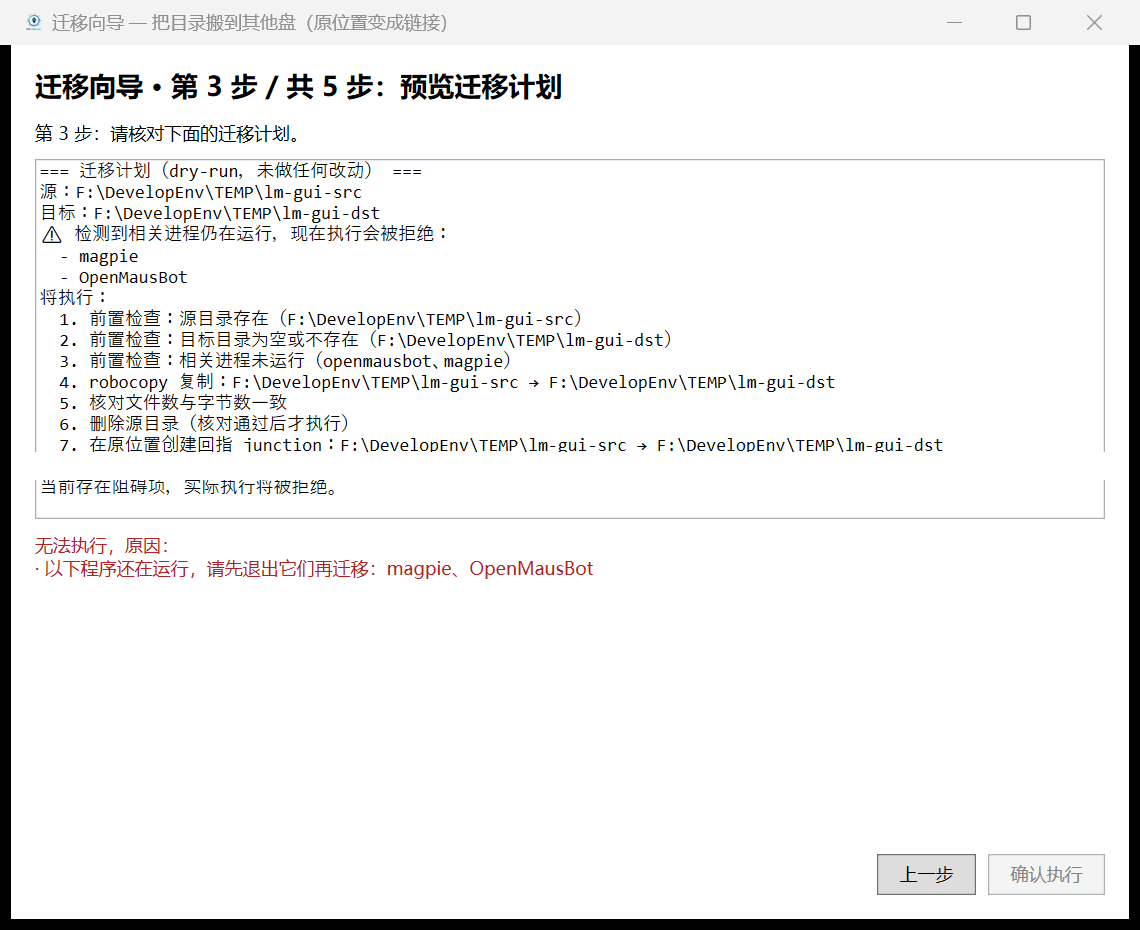 迁移向导 — 把目录搬到其他盘（原位置变成链接）
迁移向导 · 第 3 步 / 共 5 步：预览迁移计划
第 3 步：请核对下面的迁移计划。
=== 迁移计划（dry-run, 未做任何改动） ===
源：F:\DevelopEnv\TEMP\lm-gui-src
目标：F:\DevelopEnv\TEMP\lm-gui-dst
⚠ 检测到相关进程仍在运行，现在执行会被拒绝：
- magpie
- OpenMausBot
将执行：
1. 前置检查：源目录存在（F:\DevelopEnv\TEMP\lm-gui-src）
2. 前置检查：目标目录为空或不存在（F:\DevelopEnv\TEMP\lm-gui-dst）
3. 前置检查：相关进程未运行（openmausbot、magpie）
4. robocopy 复制：F:\DevelopEnv\TEMP\lm-gui-src → F:\DevelopEnv\TEMP\lm-gui-dst
5. 核对文件数与字节数一致
6. 删除源目录（核对通过后才执行）
7. 在原位置创建回指 junction：F:\DevelopEnv\TEMP\lm-gui-src → F:\DevelopEnv\TEMP\lm-gui-dst
当前存在阻碍项，实际执行将被拒绝。
无法执行，原因：
· 以下程序还在运行，请先退出它们再迁移：magpie、OpenMausBot
上一步
确认执行